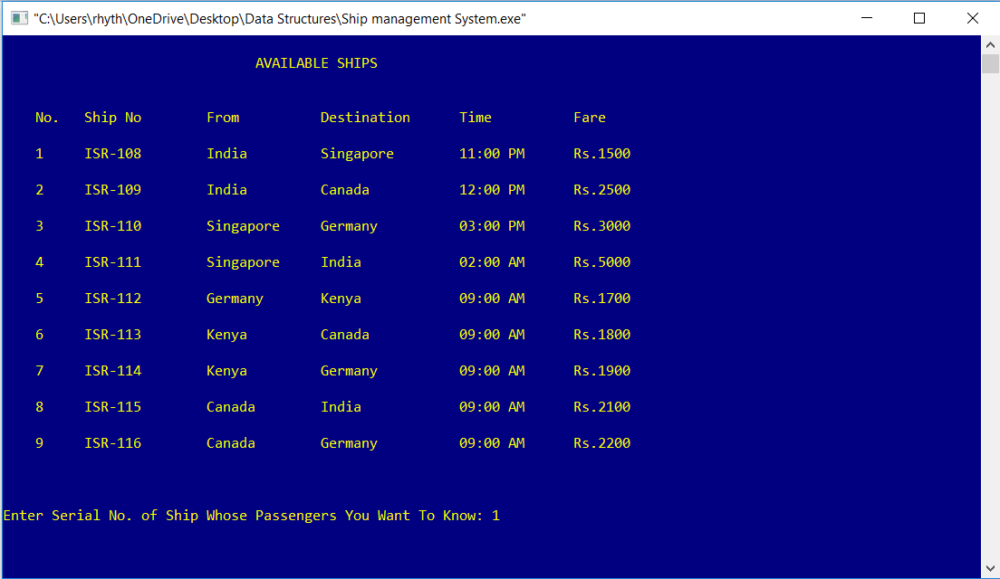 "C:\Users\rhyth\OneDrive\Desktop\Data Structures\Ship management System.exe"
AVAILABLE SHIPS
No. Ship No From Destination Time Fare
1 ISR-108 India Singapore 11:00 PM Rs.1500
2 ISR-109 India Canada 12:00 PM Rs.2500
3 ISR-110 Singapore Germany 03:00 PM Rs.3000
4 ISR-111 Singapore India 02:00 AM Rs.5000
5 ISR-112 Germany Kenya 09:00 AM Rs.1700
6 ISR-113 Kenya Canada 09:00 AM Rs.1800
7 ISR-114 Kenya Germany 09:00 AM Rs.1900
8 ISR-115 Canada India 09:00 AM Rs.2100
9 ISR-116 Canada Germany 09:00 AM Rs.2200
Enter Serial No. of Ship Whose Passengers You Want To Know: 1